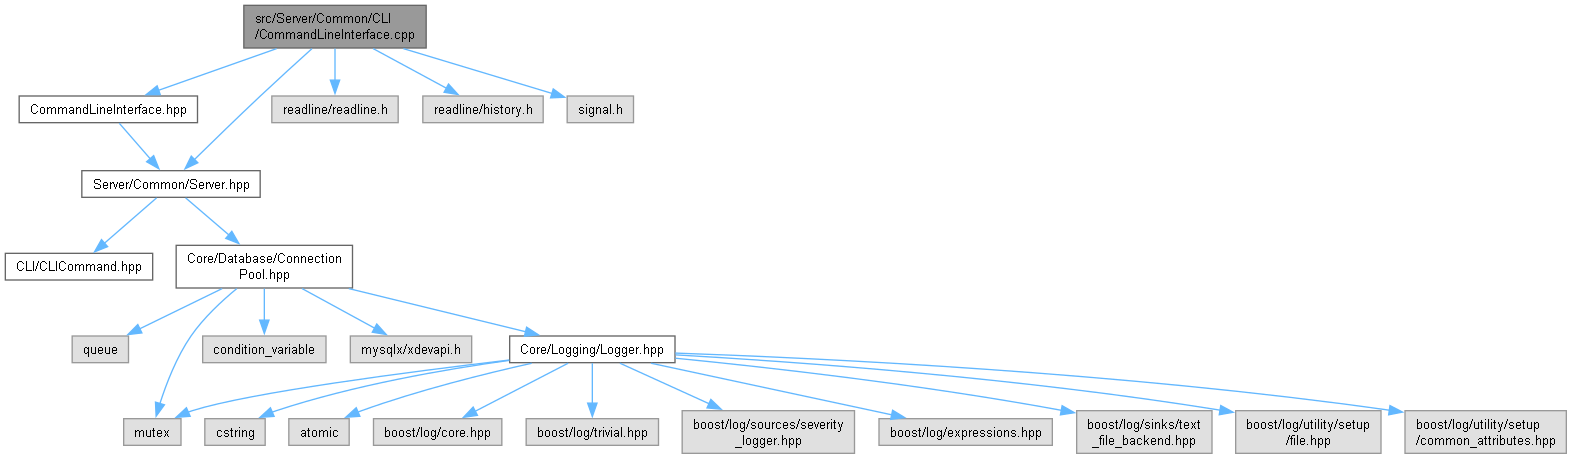 src/Server/Common/CLI
/CommandLineInterface.cpp
CommandLineInterface.hpp
readline/readline.h
readline/history.h
signal.h
Server/Common/Server.hpp
CLI/CLICommand.hpp
Core/Database/Connection
Pool.hpp
queue
condition_variable
mysqlx/xdevapi.h
Core/Logging/Logger.hpp
mutex
cstring
atomic
boost/log/core.hpp
boost/log/trivial.hpp
boost/log/sources/severity
_logger.hpp
boost/log/expressions.hpp
boost/log/sinks/text
_file_backend.hpp
boost/log/utility/setup
/file.hpp
boost/log/utility/setup
/common_attributes.hpp